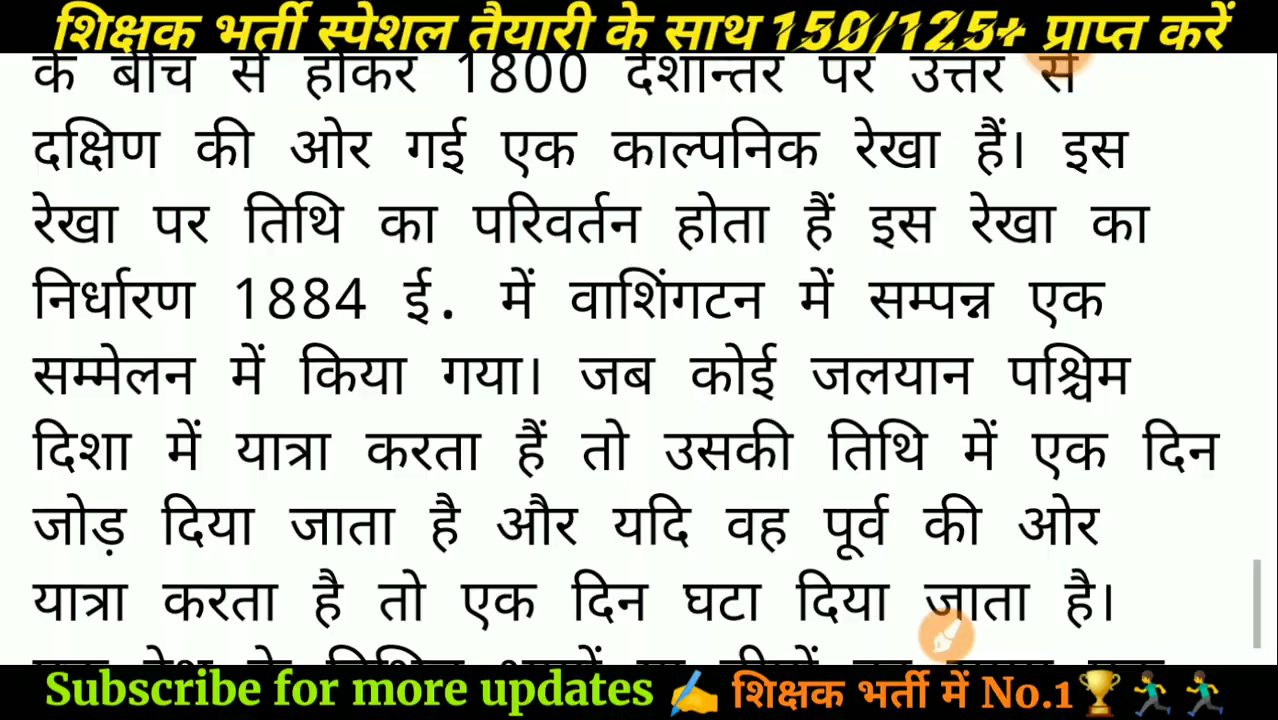 शिक्षक भर्ती स्पेशल तैयारी के साथ 150/125+ प्राप्त करें
के बीच से होकर 1800 देशान्तर पर उत्तर से
दक्षिण की ओर गई एक काल्पनिक रेखा हैं। इस
रेखा पर तिथि का परिवर्तन होता हैं इस रेखा का
निर्धारण 1884 ई. में वाशिंगटन में सम्पन्न एक
सम्मेलन में किया गया। जब कोई जलयान पश्चिम
दिशा में यात्रा करता हैं तो उसकी तिथि में एक दिन
जोड़ दिया जाता है और यदि वह पूर्व की ओर
यात्रा करता है तो एक दिन घटा दिया जाता है।
Subscribe for more updates ✍️ शिक्षक भर्ती में No.1🏆🏃‍♂️🏃‍♂️